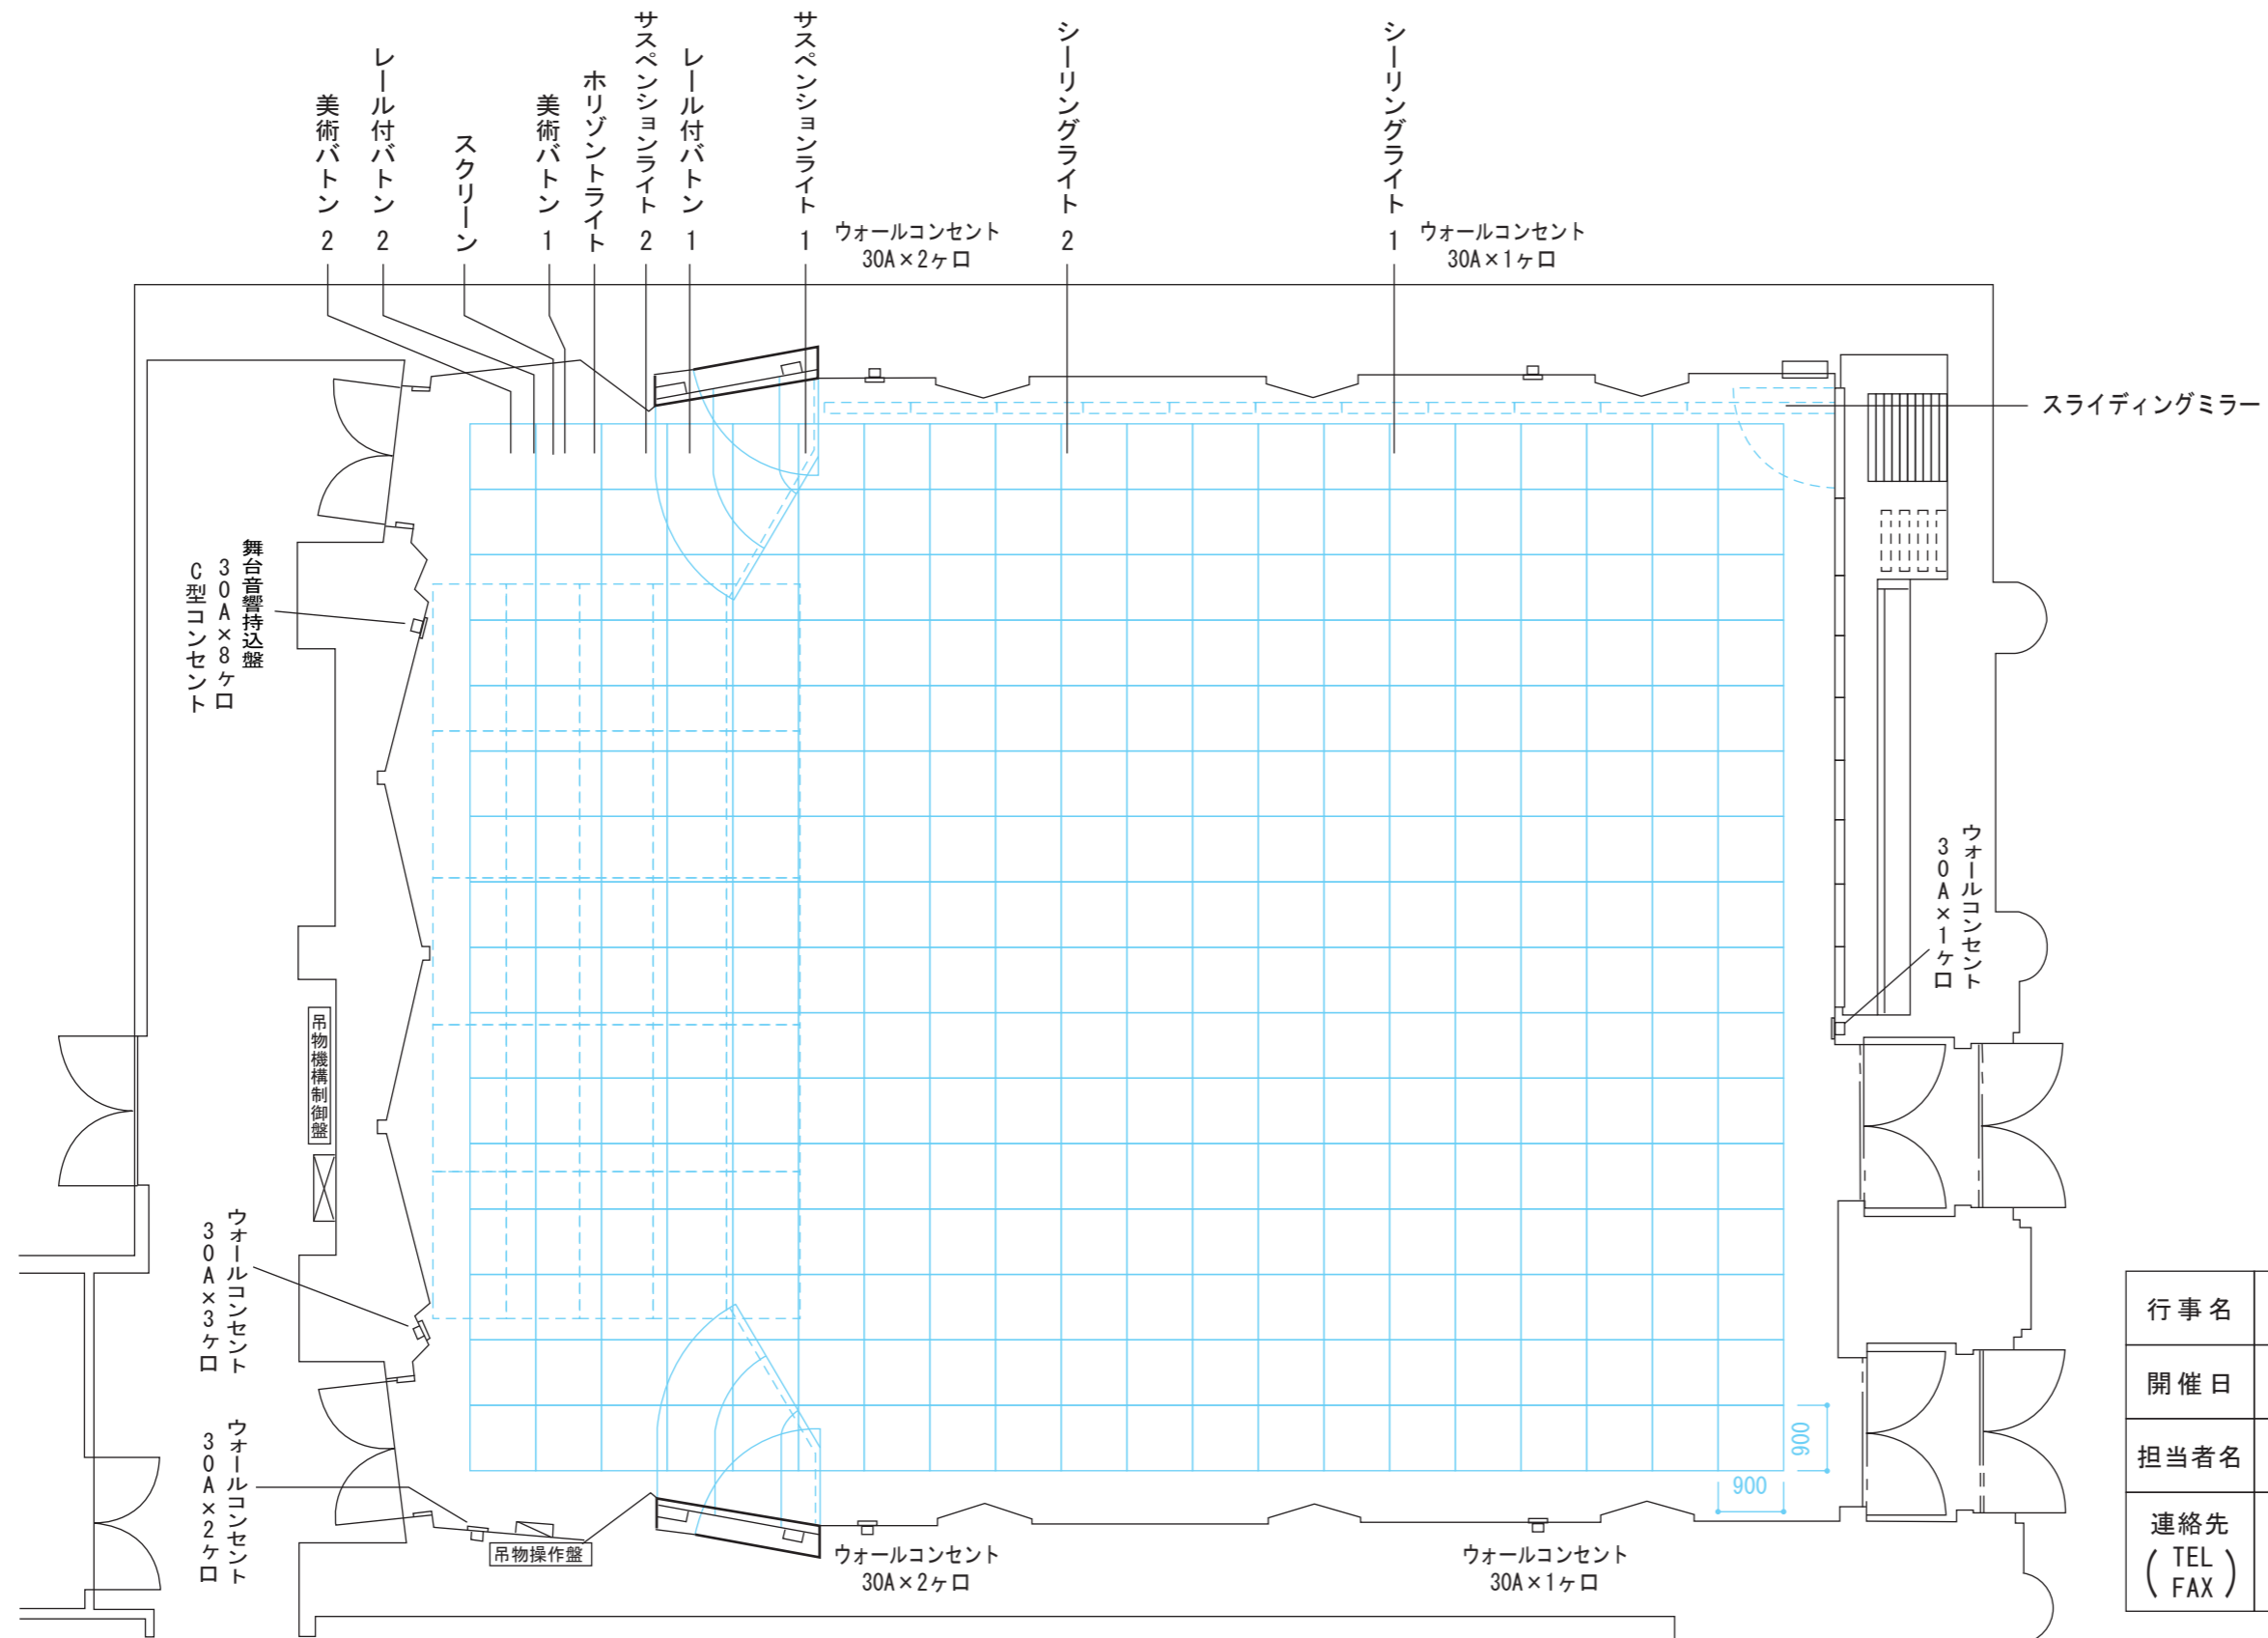 美術バトン 2
レール付バトン 2
スクリーン
美術バトン 1
ホリゾントライト
サスペンションライト 2
レール付バトン 1
サスペンションライト 1
ウォールコンセント
30A×2ヶ口
シーリングライト 2
シーリングライト 1
ウォールコンセント
30A×1ヶ口
スライディングミラー
舞台音響持込盤
30A×8ヶ口
C型コンセント
ウォールコンセント
30A×1ヶ口
吊物機構制御盤
ウォールコンセント
30A×3ヶ口
ウォールコンセント
30A×2ヶ口
吊物操作盤
ウォールコンセント
30A×2ヶ口
ウォールコンセント
30A×1ヶ口
900
900
行事名
開催日
担当者名
連絡先
(TEL
FAX)